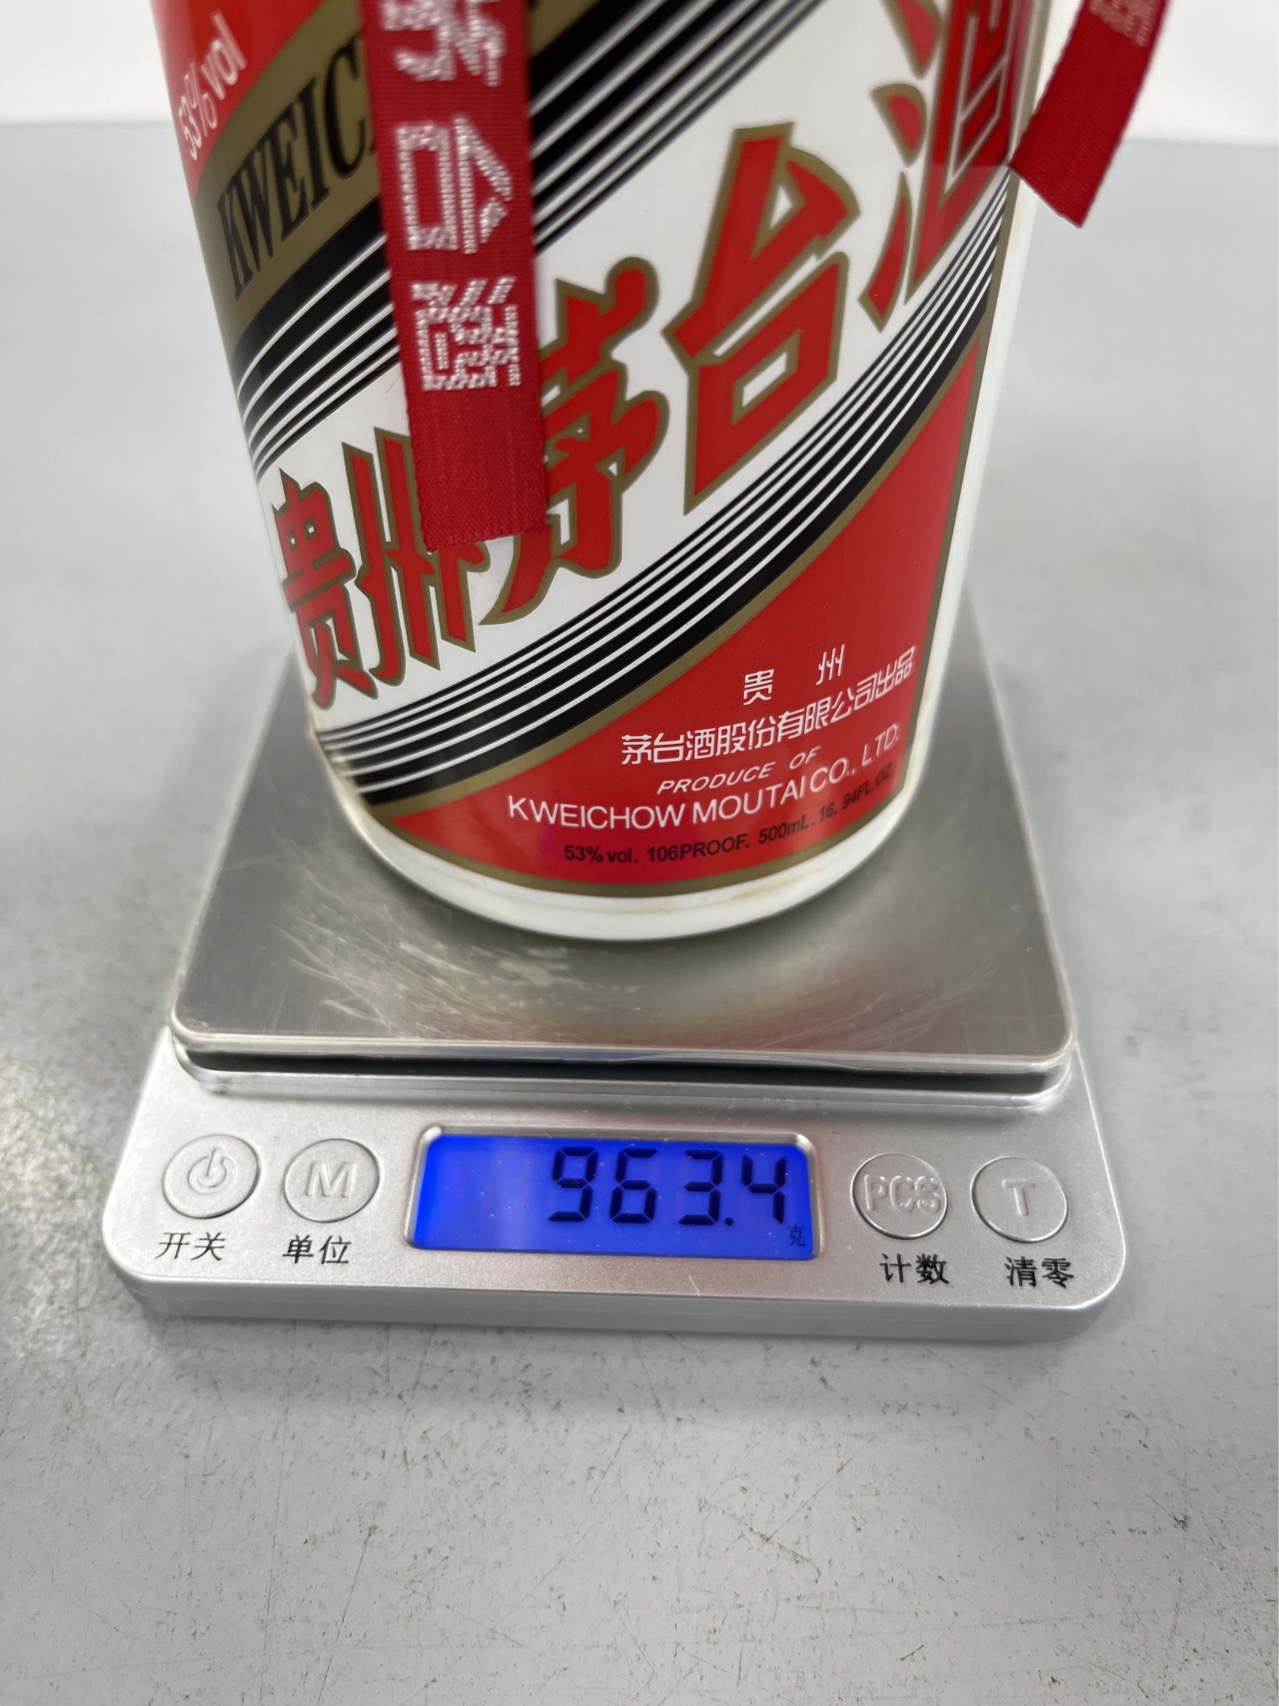 53%vol
KWEIC
台
贵州茅台酒
贵 州
茅台酒股份有限公司出品
PRODUCE OF
KWEICHOW MOUTAI CO., LTD.
53% vol. 106PROOF. 500mL. 16. 94FL.OZ.
963.4
克
M
PCS
T
开关
单位
计数
清零